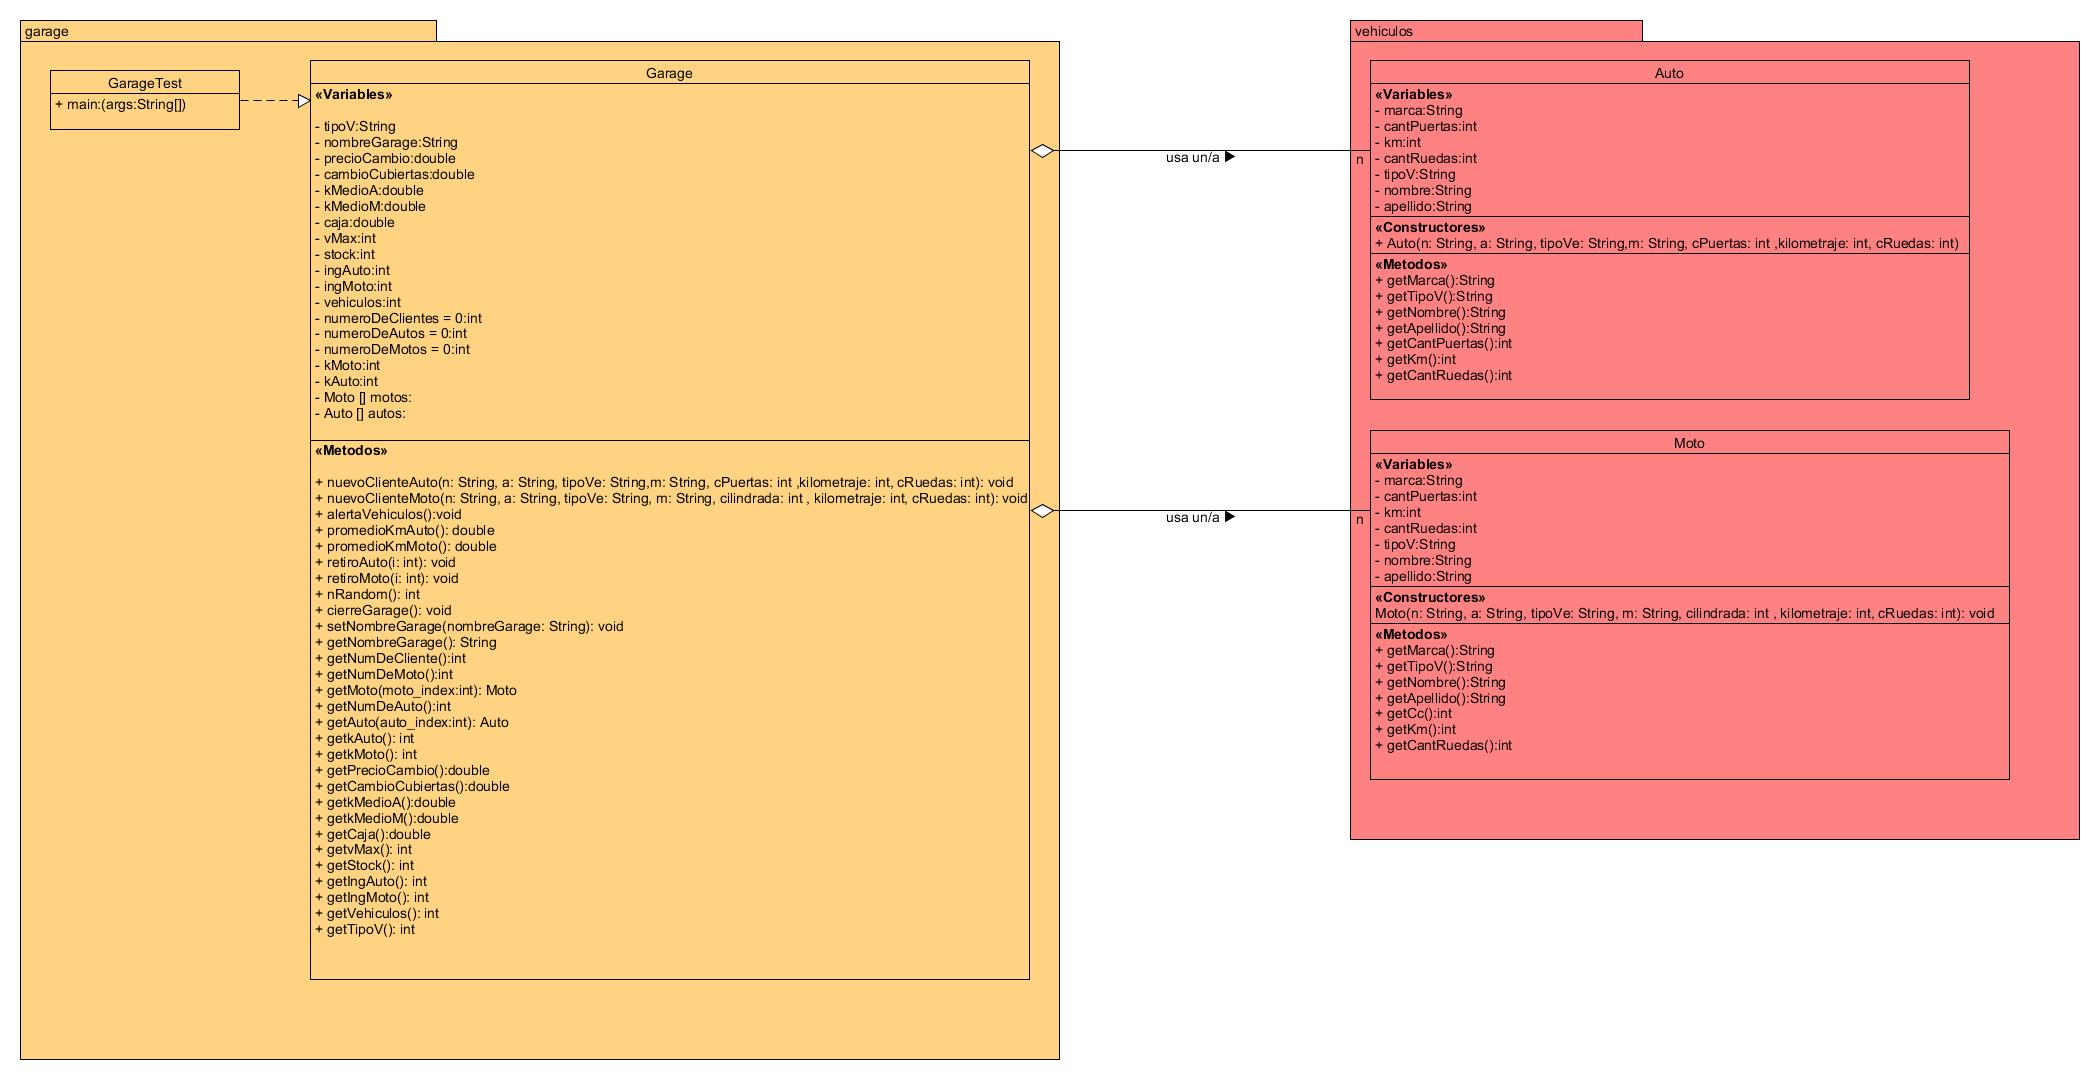 garage
GarageTest
+ main:(args:String[])
Garage
«Variables»
- tipoV:String
- nombreGarage:String
- precioCambio:double
- cambioCubiertas:double
- kMedioA:double
- kMedioM:double
- caja:double
- vMax:int
- stock:int
- ingAuto:int
- ingMoto:int
- vehiculos:int
- numeroDeClientes = 0:int
- numeroDeAutos = 0:int
- numeroDeMotos = 0:int
- kMoto:int
- kAuto:int
- Moto [] motos:
- Auto [] autos:
«Metodos»
+ nuevoClienteAuto(n: String, a: String, tipoVe: String,m: String, cPuertas: int ,kilometraje: int, cRuedas: int): void
+ nuevoClienteMoto(n: String, a: String, tipoVe: String, m: String, cilindrada: int , kilometraje: int, cRuedas: int): void
+ alertaVehiculos():void
+ promedioKmAuto(): double
+ promedioKmMoto(): double
+ retiroAuto(i: int): void
+ retiroMoto(i: int): void
+ nRandom(): int
+ cierreGarage(): void
+ setNombreGarage(nombreGarage: String): void
+ getNombreGarage(): String
+ getNumDeCliente():int
+ getNumDeMoto():int
+ getMoto(moto_index:int): Moto
+ getNumDeAuto():int
+ getAuto(auto_index:int): Auto
+ getkAuto(): int
+ getkMoto(): int
+ getPrecioCambio():double
+ getCambioCubiertas():double
+ getkMedioA():double
+ getkMedioM():double
+ getCaja():double
+ getvMax(): int
+ getStock(): int
+ getIngAuto(): int
+ getIngMoto(): int
+ getVehiculos(): int
+ getTipoV(): int
usa un/a
n
usa un/a
n
vehiculos
Auto
«Variables»
- marca:String
- cantPuertas:int
- km:int
- cantRuedas:int
- tipoV:String
- nombre:String
- apellido:String
«Constructores»
+ Auto(n: String, a: String, tipoVe: String,m: String, cPuertas: int ,kilometraje: int, cRuedas: int)
«Metodos»
+ getMarca():String
+ getTipoV():String
+ getNombre():String
+ getApellido():String
+ getCantPuertas():int
+ getKm():int
+ getCantRuedas():int
Moto
«Variables»
- marca:String
- cantPuertas:int
- km:int
- cantRuedas:int
- tipoV:String
- nombre:String
- apellido:String
«Constructores»
Moto(n: String, a: String, tipoVe: String, m: String, cilindrada: int , kilometraje: int, cRuedas: int): void
«Metodos»
+ getMarca():String
+ getTipoV():String
+ getNombre():String
+ getApellido():String
+ getCc():int
+ getKm():int
+ getCantRuedas():int